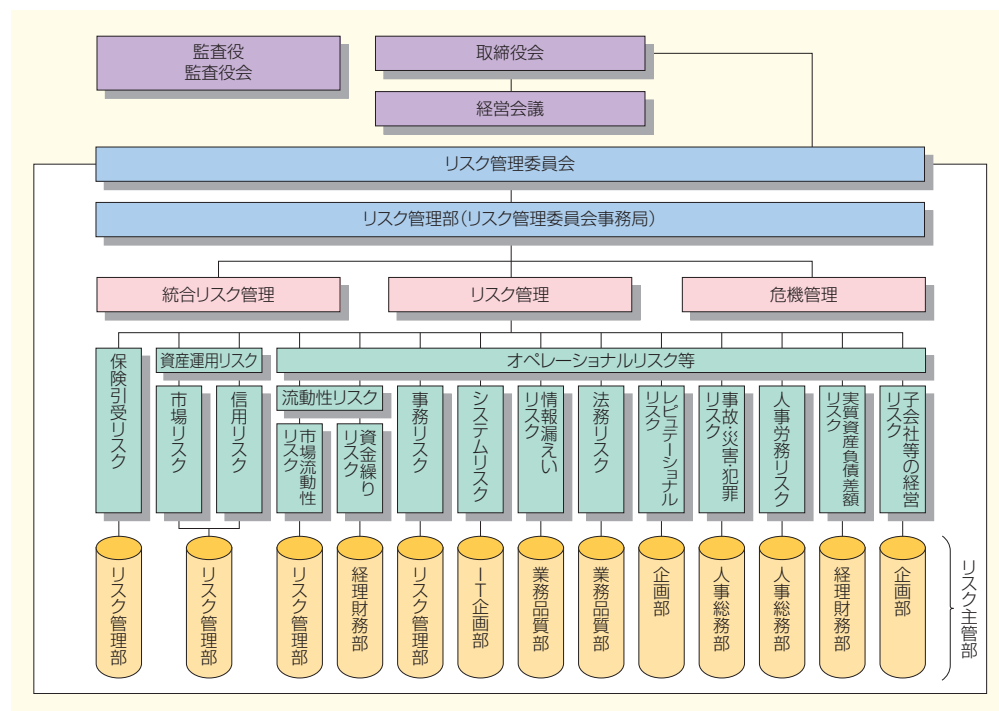 監査役
監査役会
取締役会
経営会議
リスク管理委員会
リスク管理部（リスク管理委員会事務局）
統合リスク管理
リスク管理
危機管理
保険引受リスク
資産運用リスク
オペレーショナルリスク等
市場リスク
信用リスク
流動性リスク
市場流動性
リスク
資金繰り
リスク
事務リスク
システムリスク
情報漏えい
リスク
法務リスク
レピュテーショナル
リスク
事故・災害・犯罪
リスク
人事労務リスク
実質資産負債差額
リスク
子会社等の経営
リスク
リスク管理部
リスク管理部
リスク管理部
経理財務部
リスク管理部
IT企画部
業務品質部
業務品質部
企画部
人事総務部
人事総務部
経理財務部
企画部
リスク主管部